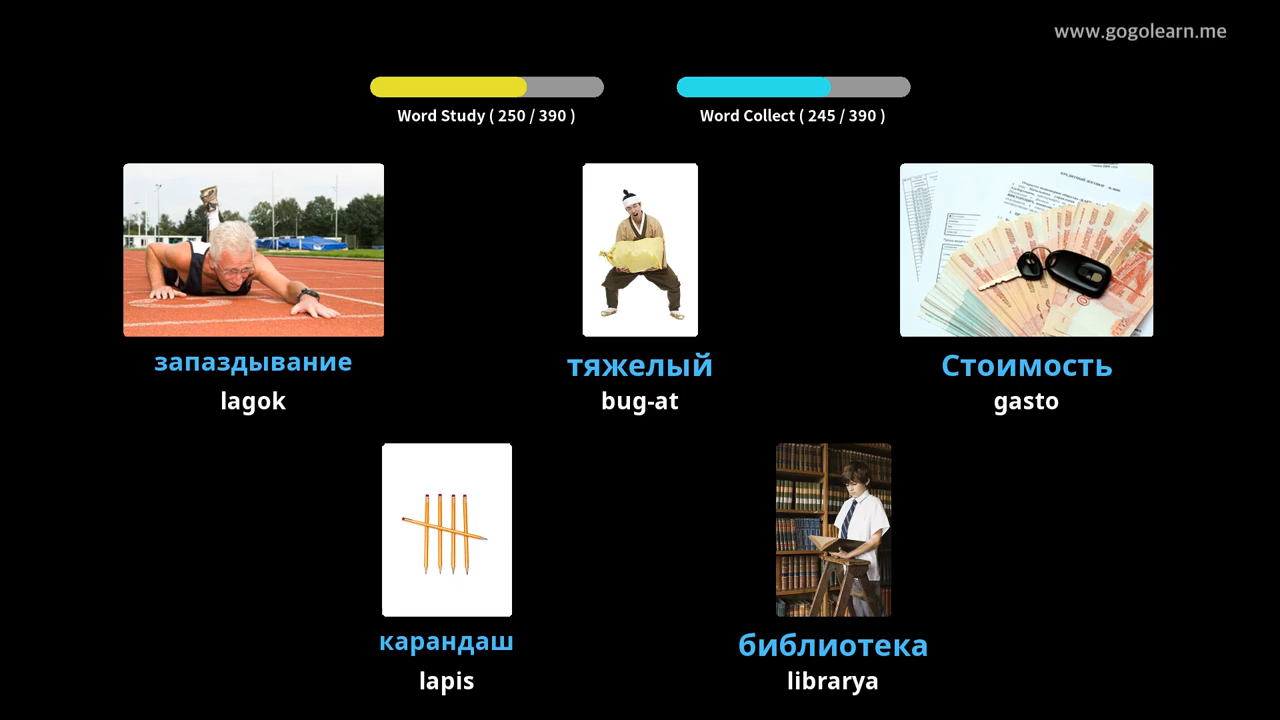 www.gogolearn.me
Word Study ( 250 / 390 )
Word Collect ( 245 / 390 )
запаздывание
lagok
тяжелый
bug-at
Стоимость
gasto
карандаш
lapis
библиотека
librarya